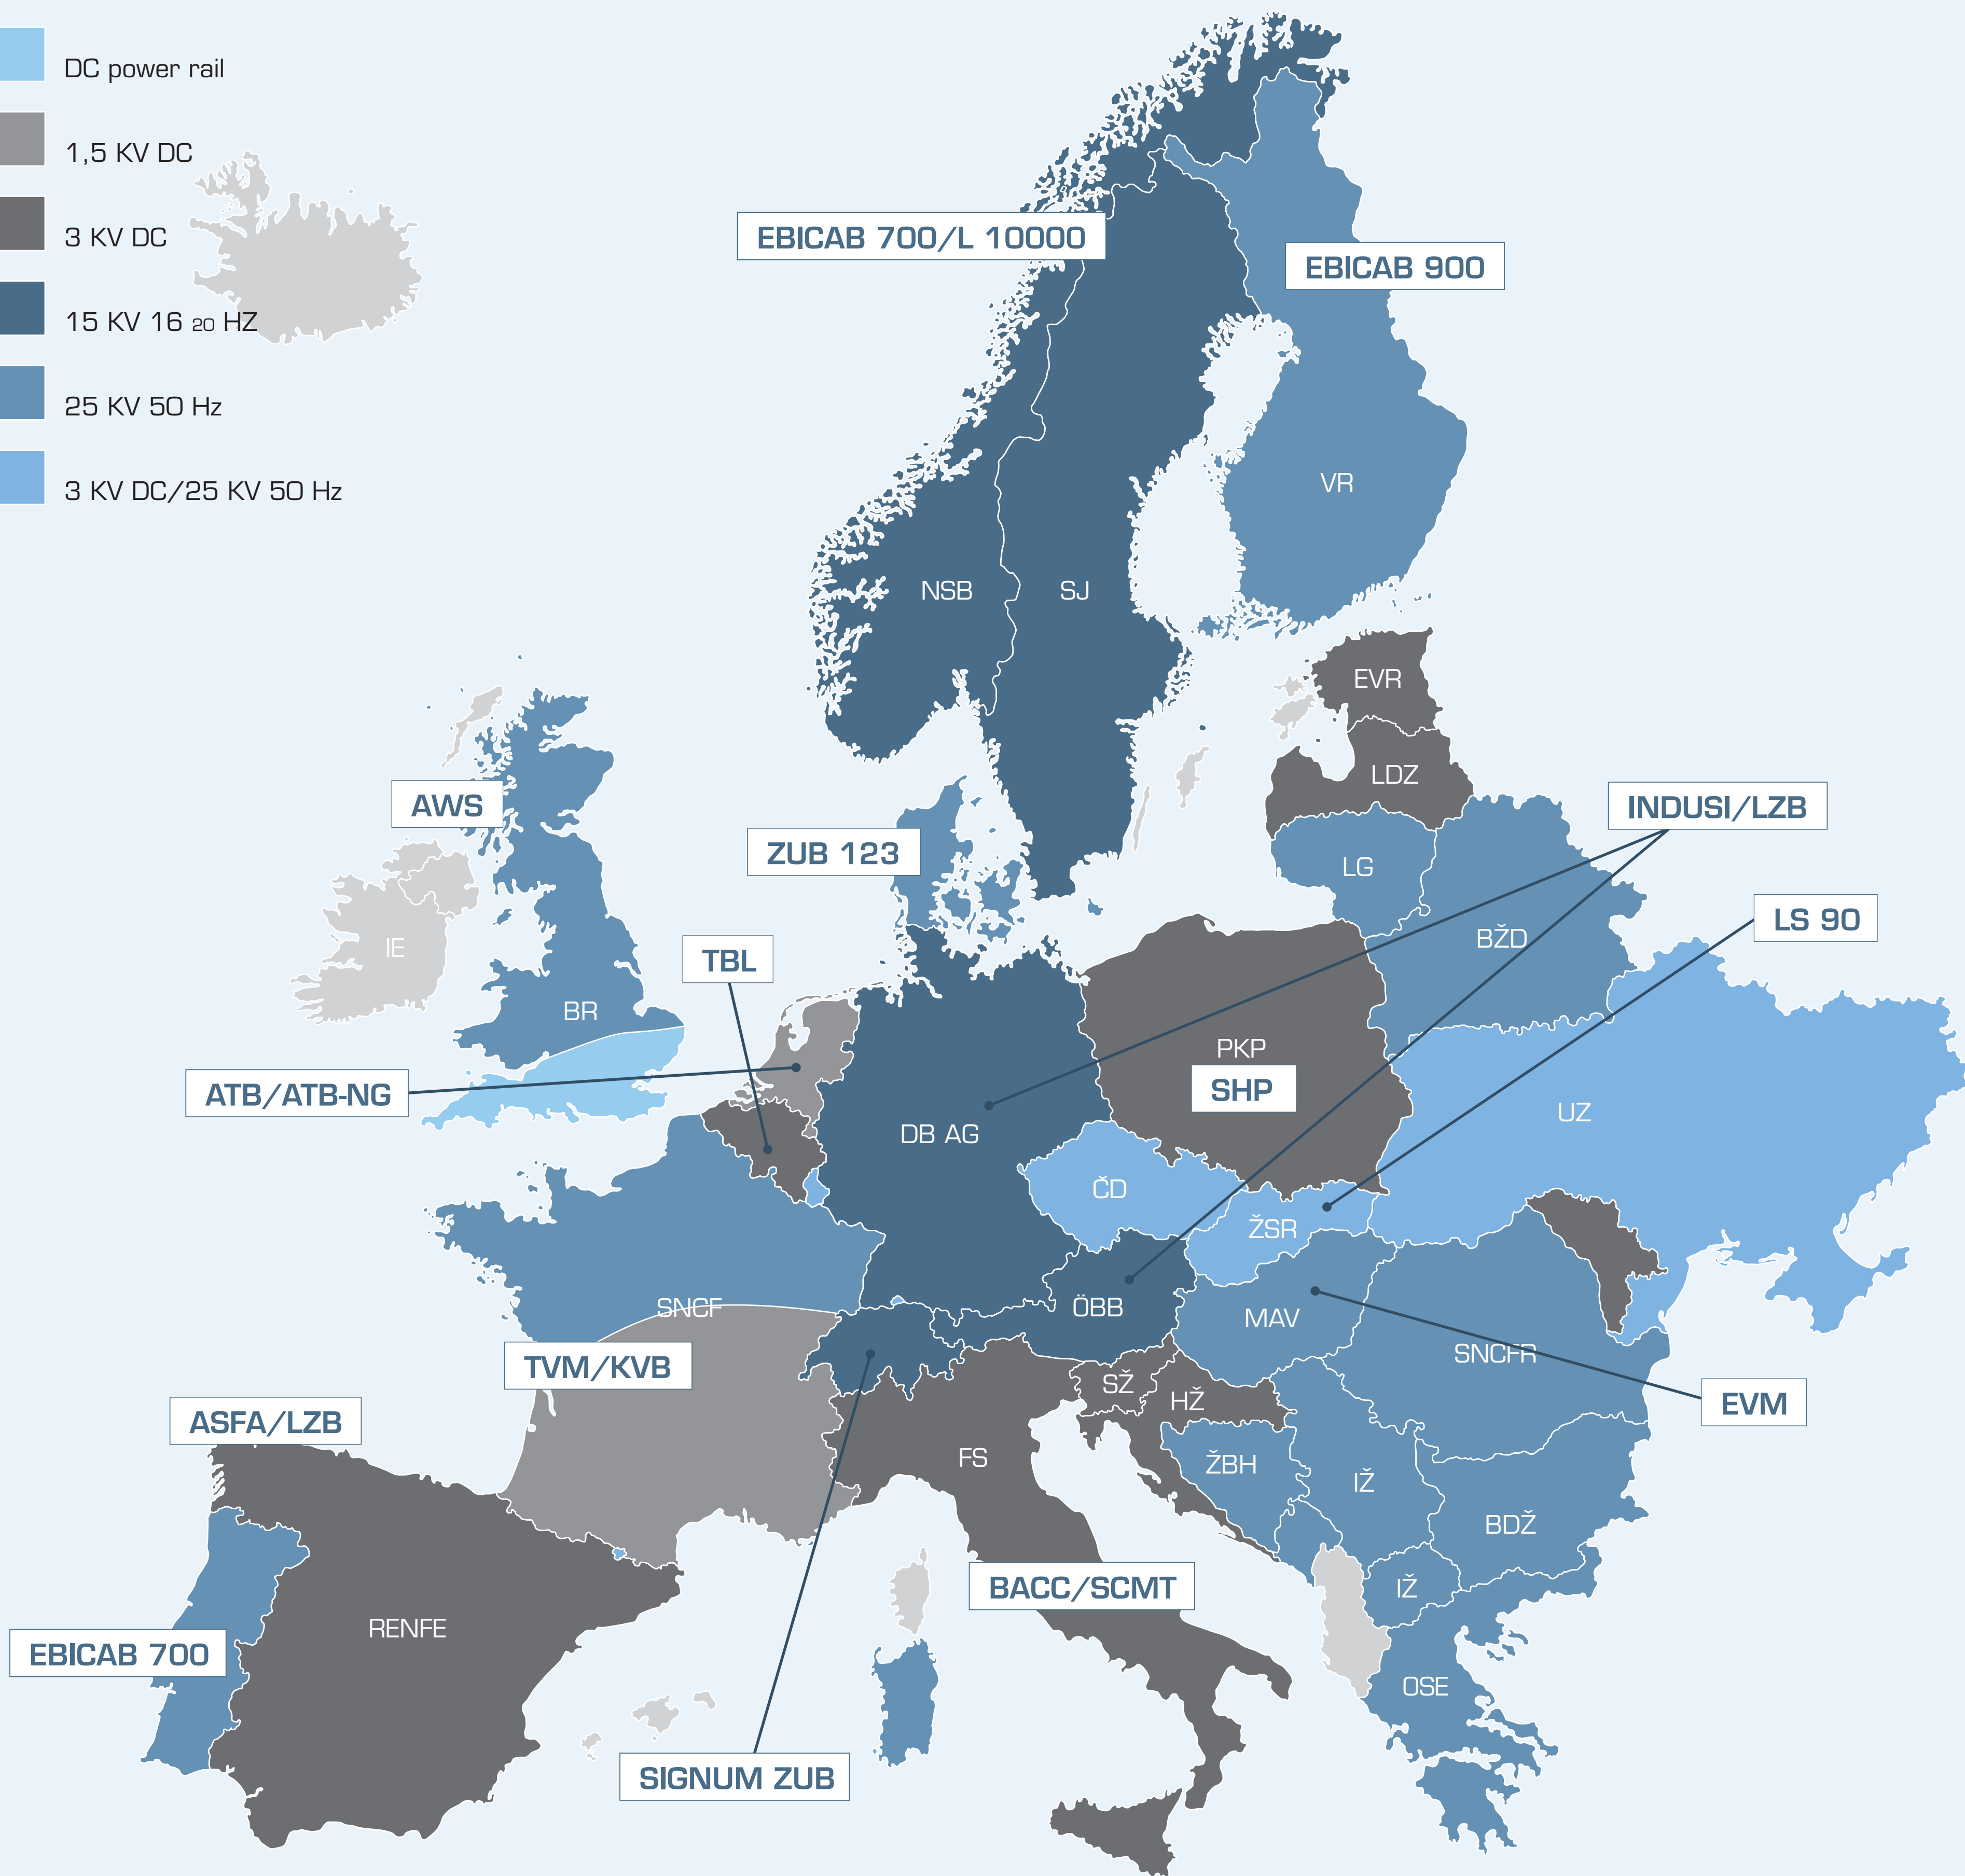 DC power rail
1,5 KV DC
3 KV DC
15 KV 16 20 HZ
25 KV 50 Hz
3 KV DC/25 KV 50 Hz
EBICAB 700/L 10000
EBICAB 900
VR
NSB
SJ
EVR
LDZ
AWS
INDUSI/LZB
ZUB 123
LG
LS 90
BŽD
IE
TBL
BR
PKP
SHP
ATB/ATB-NG
UZ
DB AG
ČD
ŽSR
SNCF
ÖBB
MAV
SNCFR
TVM/KVB
SŽ
HŽ
EVM
ASFA/LZB
FS
ŽBH
IŽ
BDŽ
BACC/SCMT
IŽ
RENFE
EBICAB 700
OSE
SIGNUM ZUB